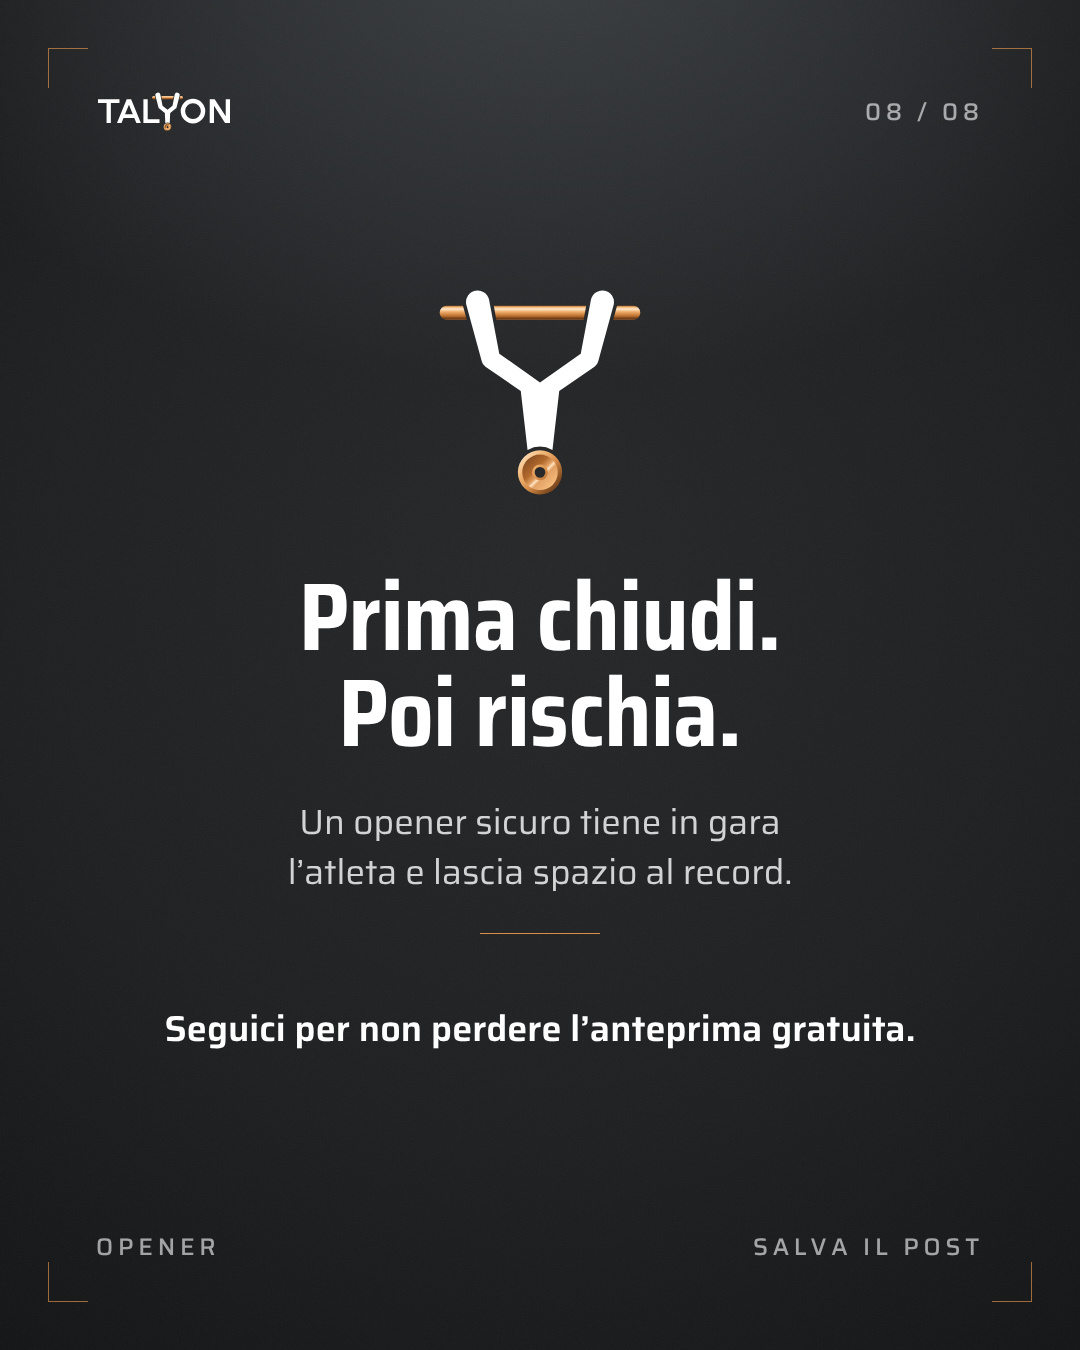 TALYON
08 / 08
Prima chiudi.
Poi rischia.
Un opener sicuro tiene in gara
l’atleta e lascia spazio al record.
Seguici per non perdere l’anteprima gratuita.
OPENER
SALVA IL POST